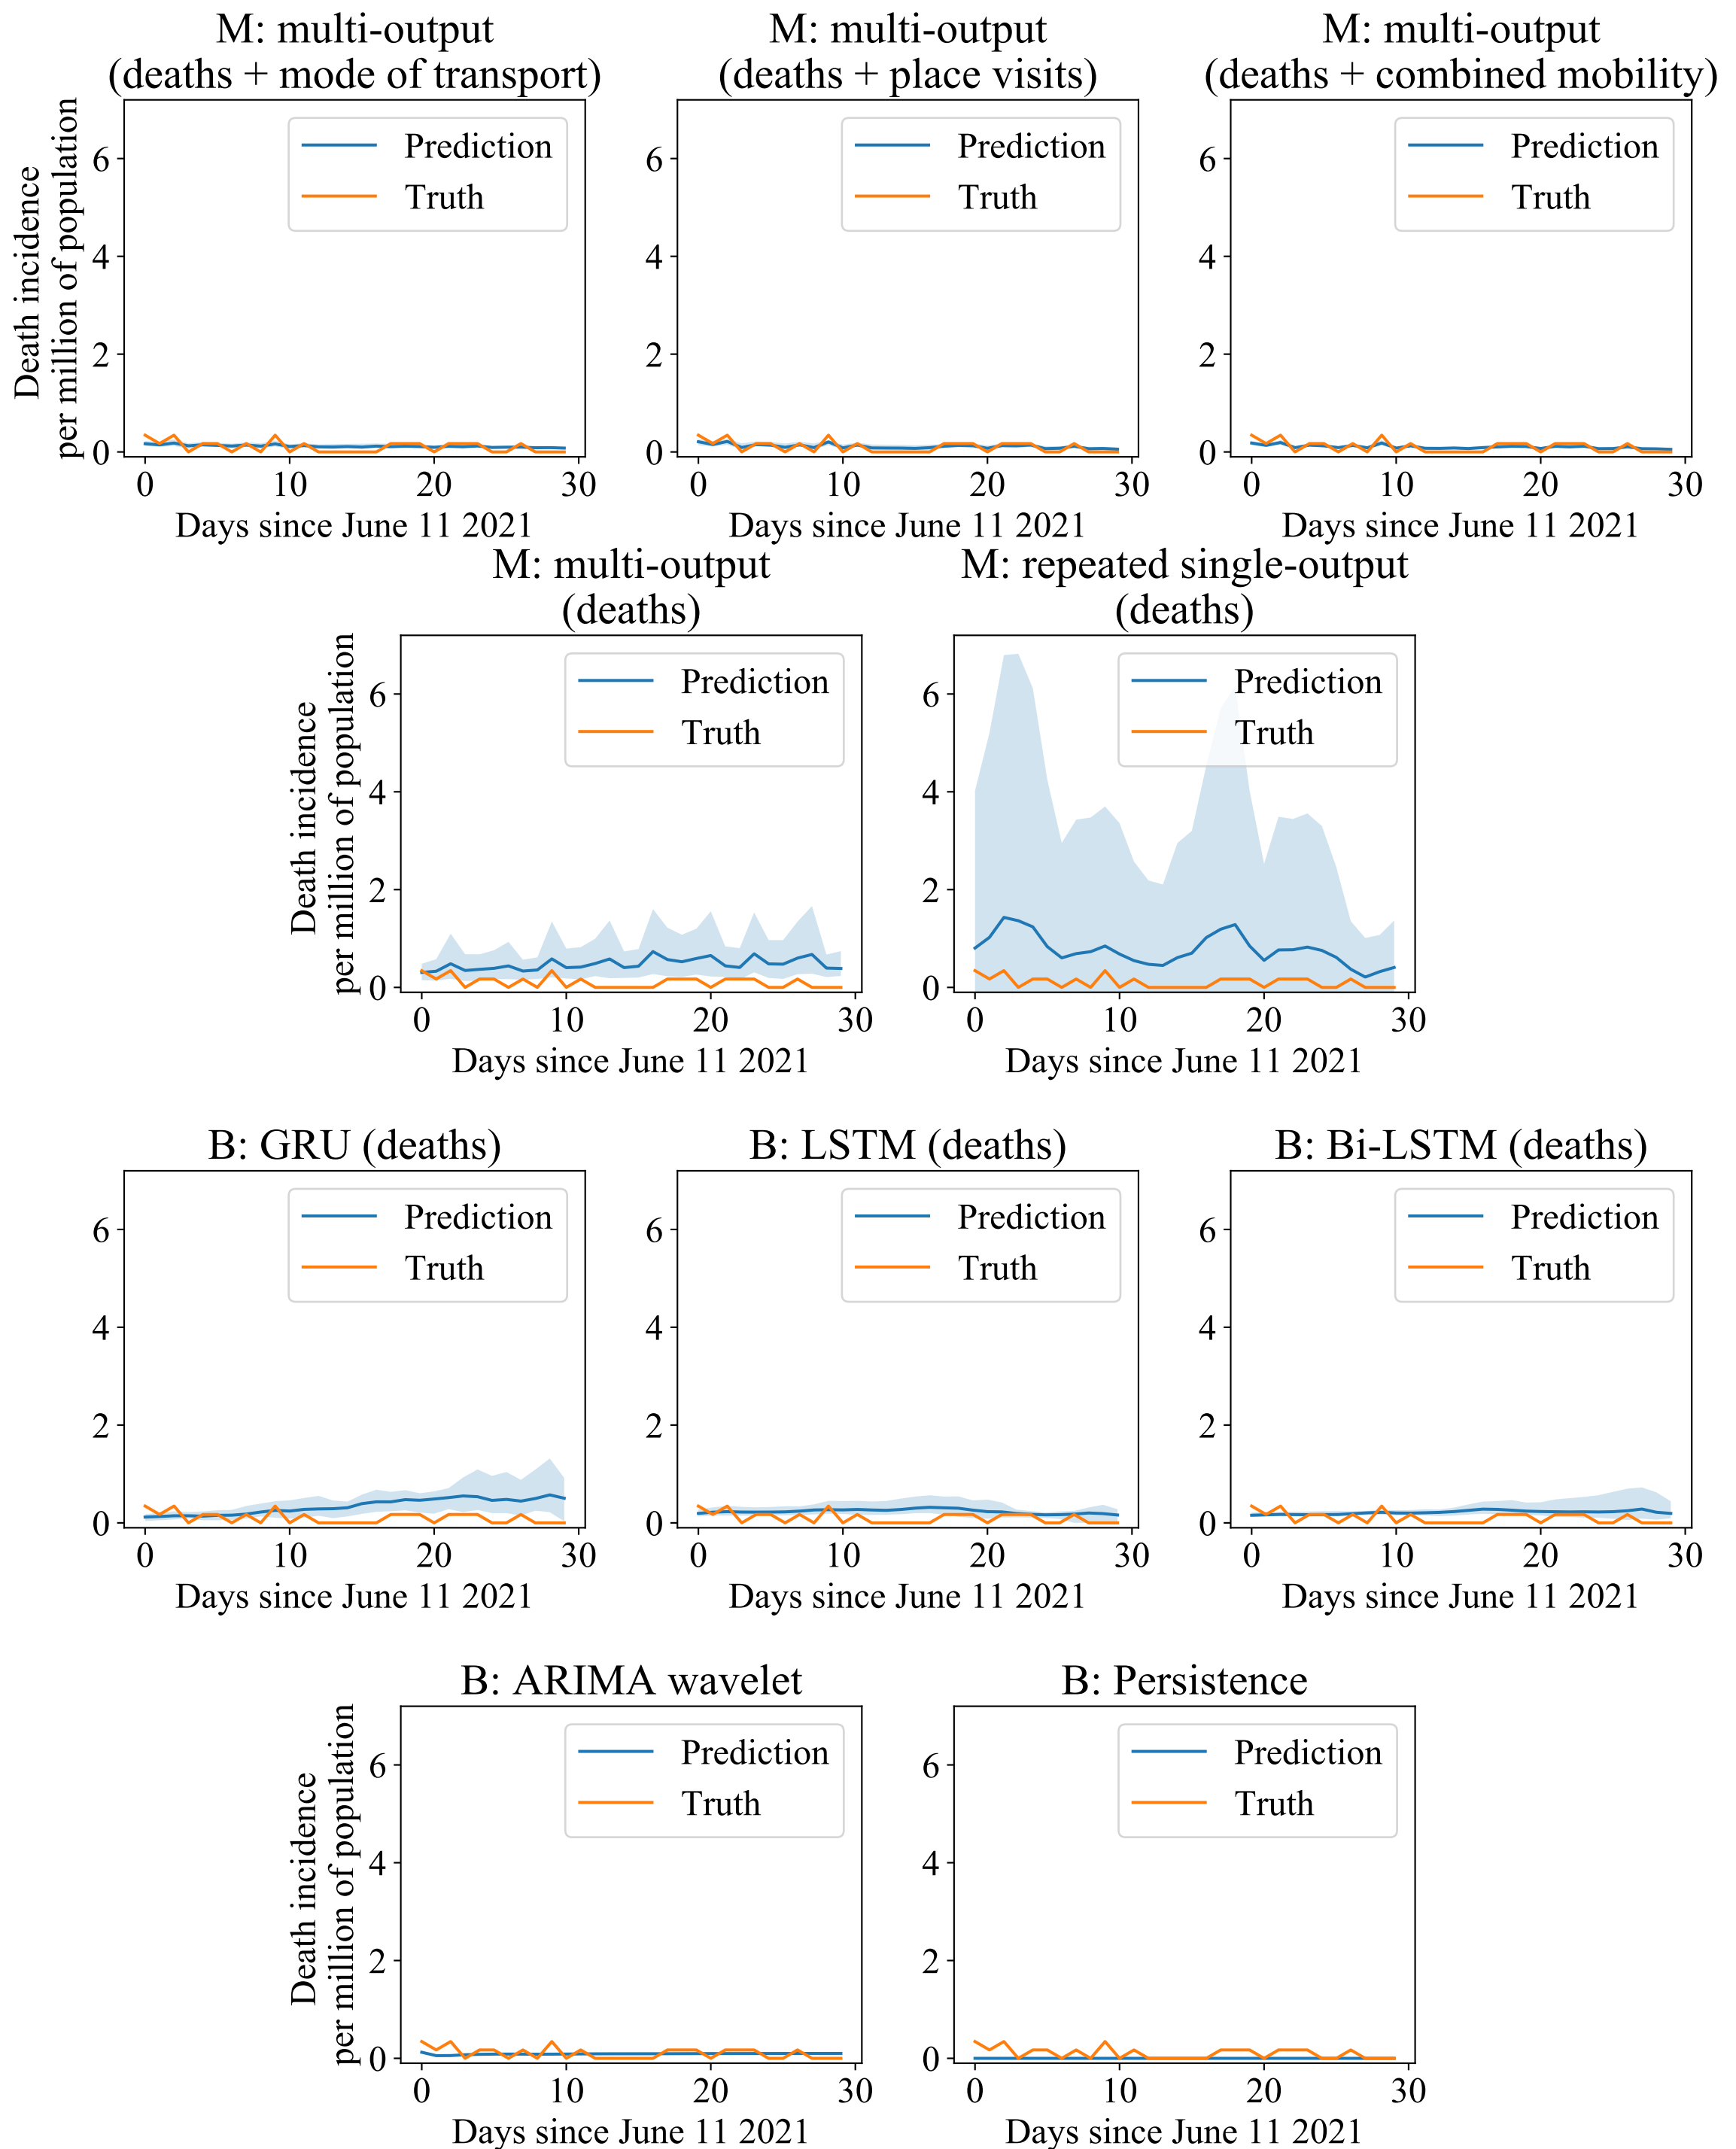 M: multi-output
(deaths + mode of transport)
Death incidence
per million of population
6
4
2
0
Prediction
Truth
0 10 20 30
Days since June 11 2021
M: multi-output
(deaths + place visits)
6
4
2
0
Prediction
Truth
0 10 20 30
Days since June 11 2021
M: multi-output
(deaths + combined mobility)
6
4
2
0
Prediction
Truth
0 10 20 30
Days since June 11 2021
M: multi-output
(deaths)
Death incidence
per million of population
6
4
2
0
Prediction
Truth
0 10 20 30
Days since June 11 2021
M: repeated single-output
(deaths)
6
4
2
0
Prediction
Truth
0 10 20 30
Days since June 11 2021
B: GRU (deaths)
6
4
2
0
Prediction
Truth
0 10 20 30
Days since June 11 2021
B: LSTM (deaths)
6
4
2
0
Prediction
Truth
0 10 20 30
Days since June 11 2021
B: Bi-LSTM (deaths)
6
4
2
0
Prediction
Truth
0 10 20 30
Days since June 11 2021
B: ARIMA wavelet
Death incidence
per million of population
6
4
2
0
Prediction
Truth
0 10 20 30
Days since June 11 2021
B: Persistence
6
4
2
0
Prediction
Truth
0 10 20 30
Days since June 11 2021